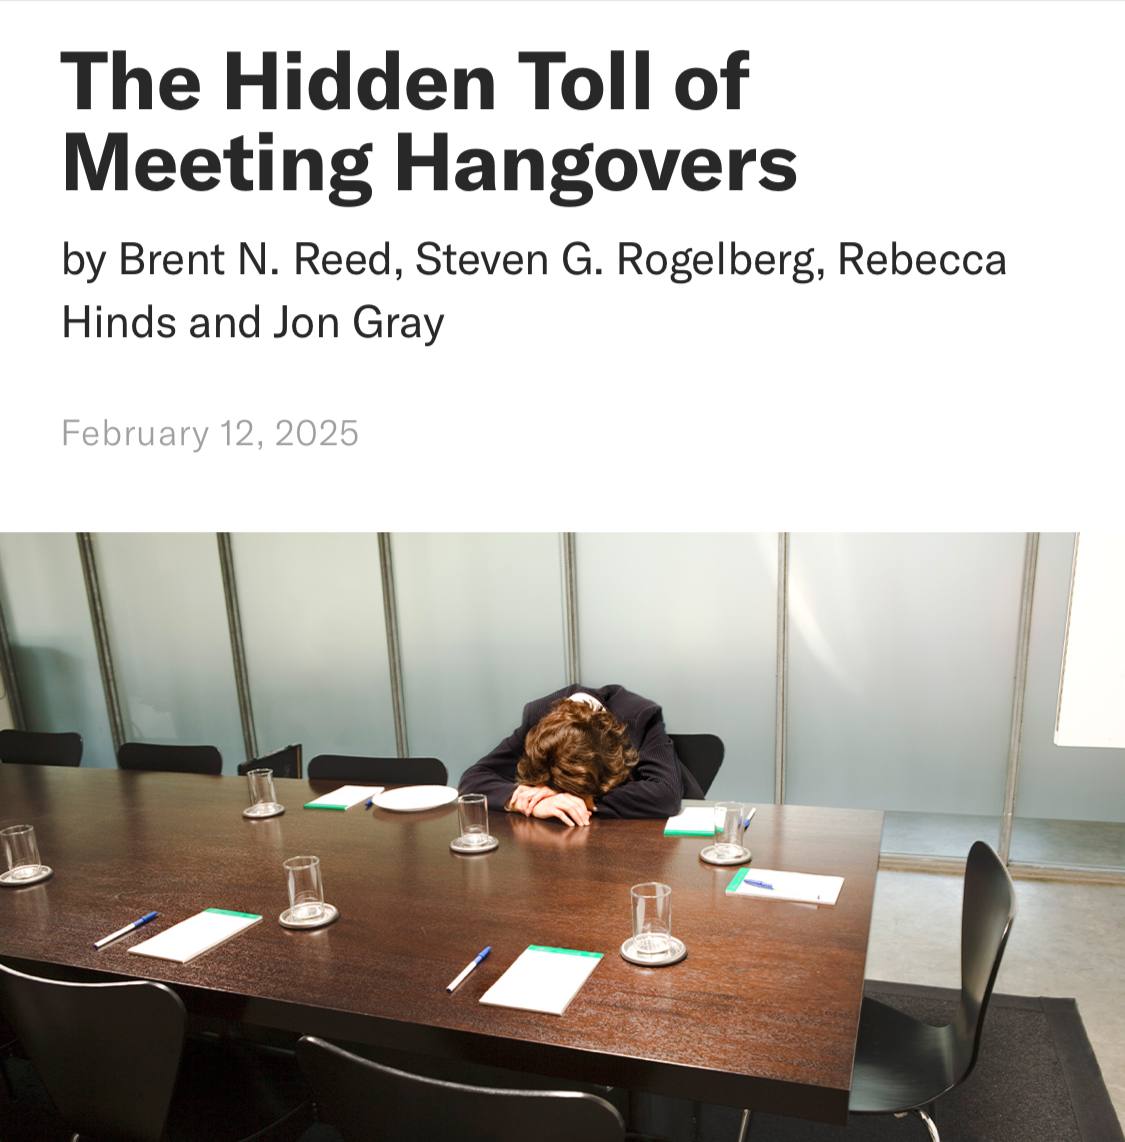 The Hidden Toll of
Meeting Hangovers
by Brent N. Reed, Steven G. Rogelberg, Rebecca
Hinds and Jon Gray
February 12, 2025